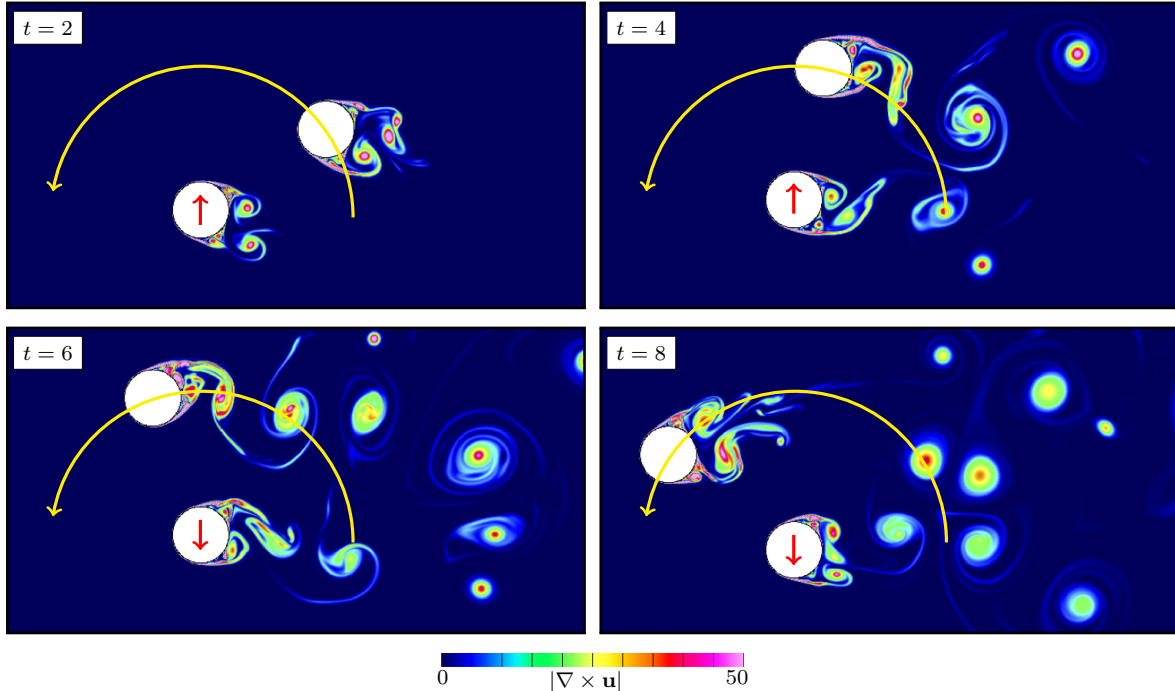 t = 2
t = 4
t = 6
t = 8
0 |∇ × u| 50